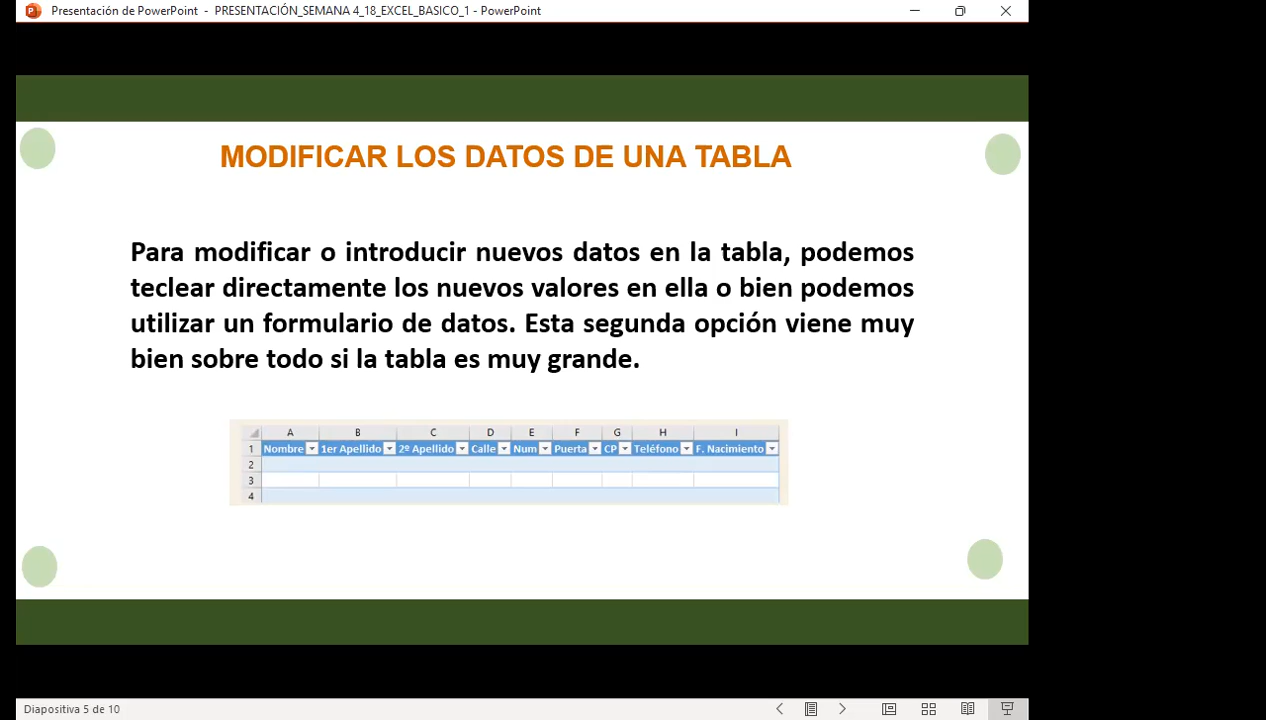 Presentación de PowerPoint - PRESENTACIÓN_SEMANA 4_18_EXCEL_BASICO_1 - PowerPoint
MODIFICAR LOS DATOS DE UNA TABLA
Para modificar o introducir nuevos datos en la tabla, podemos
teclear directamente los nuevos valores en ella o bien podemos
utilizar un formulario de datos. Esta segunda opción viene muy
bien sobre todo si la tabla es muy grande.
A B C D E F G H I
1 Nombre 1er Apellido 2º Apellido Calle Num Puerta CP Teléfono F. Nacimiento
2
3
4
Diapositiva 5 de 10